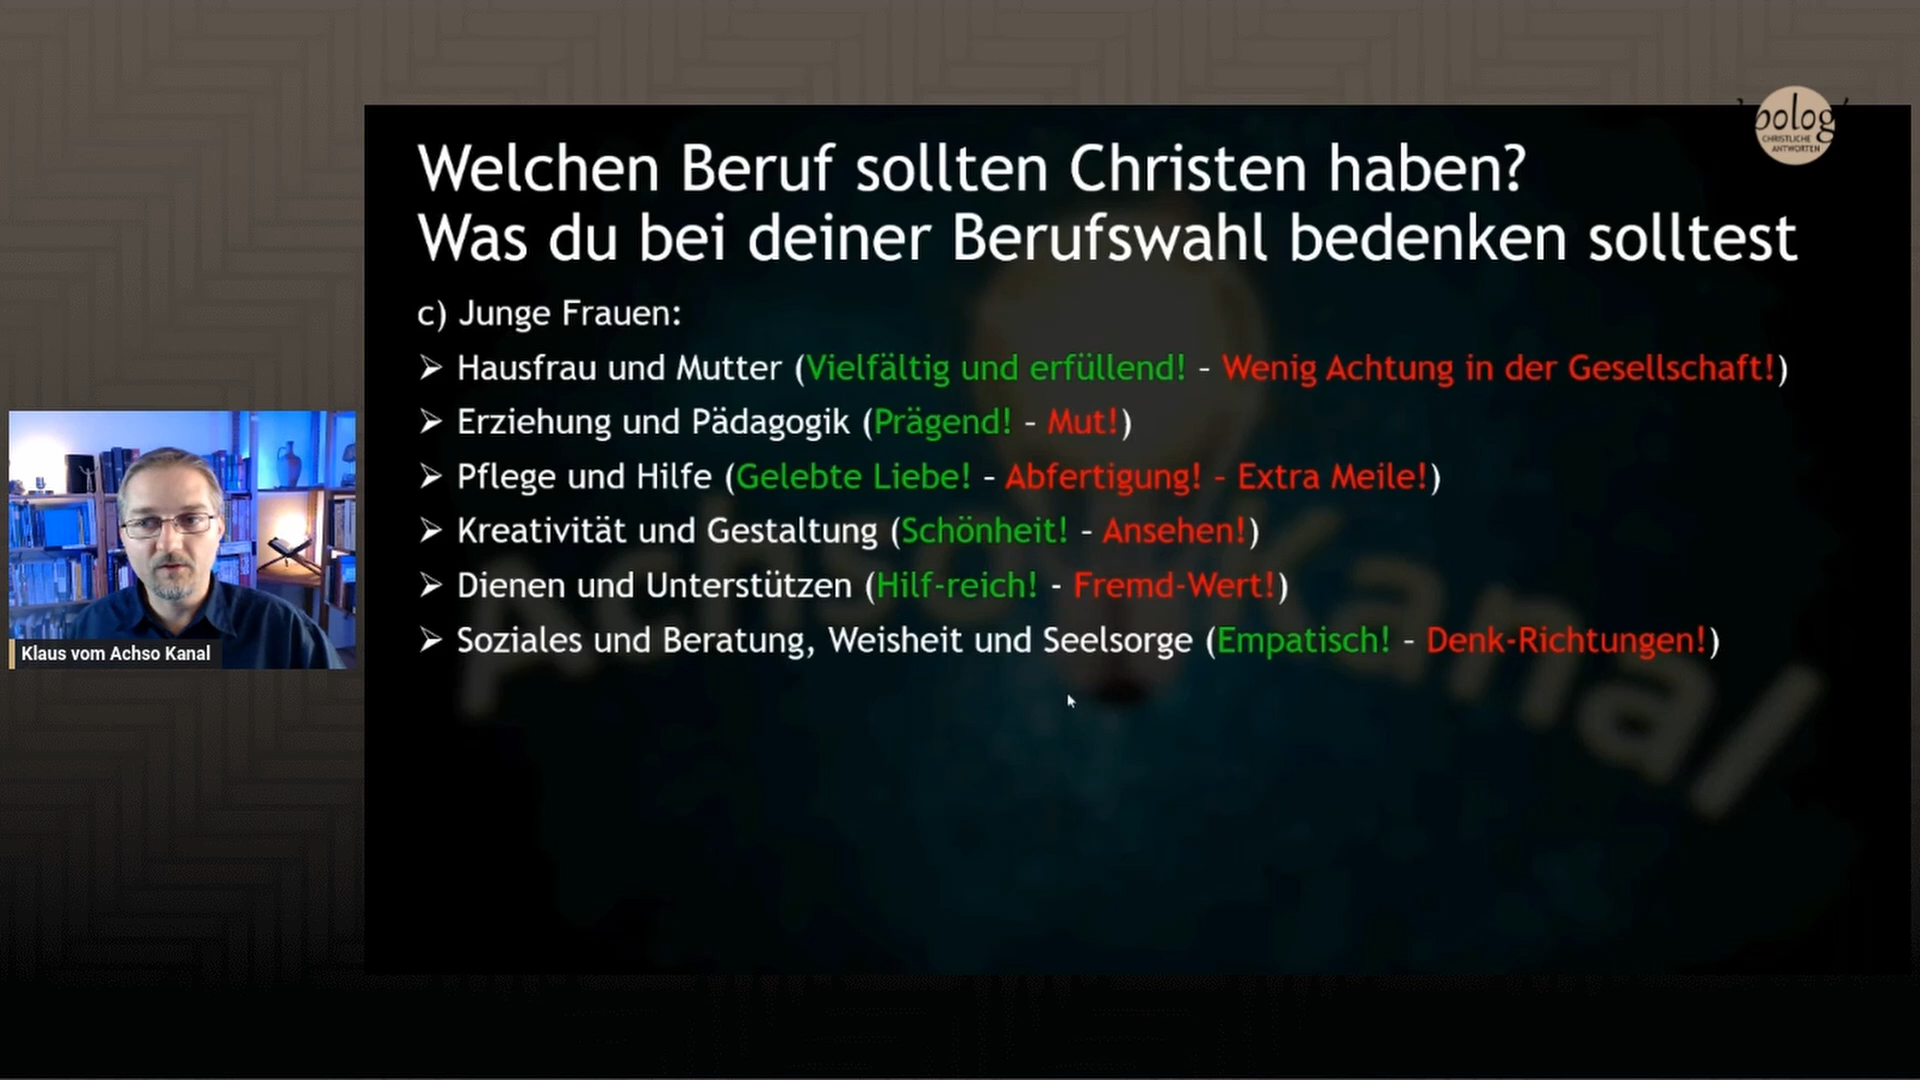 Welchen Beruf sollten Christen haben?
Was du bei deiner Berufswahl bedenken solltest
c) Junge Frauen:
➢ Hausfrau und Mutter (Vielfältig und erfüllend! – Wenig Achtung in der Gesellschaft!)
➢ Erziehung und Pädagogik (Prägend! – Mut!)
➢ Pflege und Hilfe (Gelebte Liebe! – Abfertigung! – Extra Meile!)
➢ Kreativität und Gestaltung (Schönheit! – Ansehen!)
➢ Dienen und Unterstützen (Hilf-reich! - Fremd-Wert!)
➢ Soziales und Beratung, Weisheit und Seelsorge (Empatisch! – Denk-Richtungen!)
Achso Kanal
Klaus vom Achso Kanal
CHRISTLICHE
ANTWORTEN